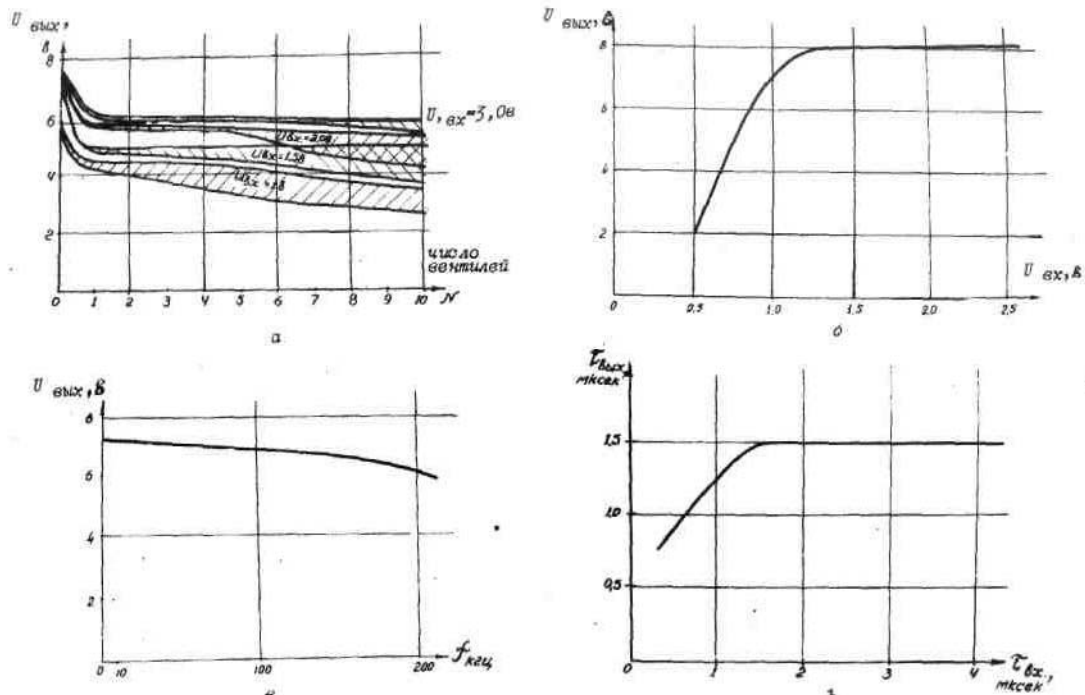 U вых,
в
8
6
4
2
0 1 2 3 4 5 6 7 8 9 10 N
U, вх=3,0в
Uвх=2.0в
Uвх=1.5в
Uвх=1.в
число
вентилей
а
U вых, в
8
6
4
2
0 0.5 1.0 1.5 2.0 2.5
U вх, в
б
U вых, в
8
6
4
2
0 10 100 200 f кгц
в
τ вых
мксек
1,5
1,0
0,5
0 1 2 3 4 τ вх,
мксек